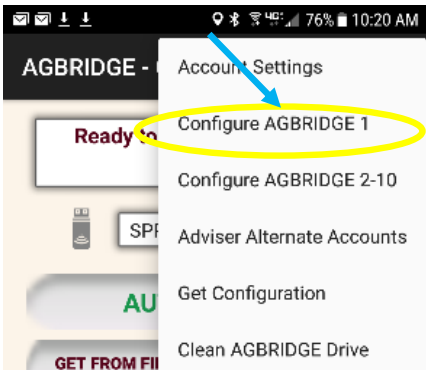 4G 76% 10:20 AM
AGBRIDGE -
Account Settings
Ready to
Configure AGBRIDGE 1
Configure AGBRIDGE 2-10
SPR
Adviser Alternate Accounts
AU
Get Configuration
GET FROM FI
Clean AGBRIDGE Drive